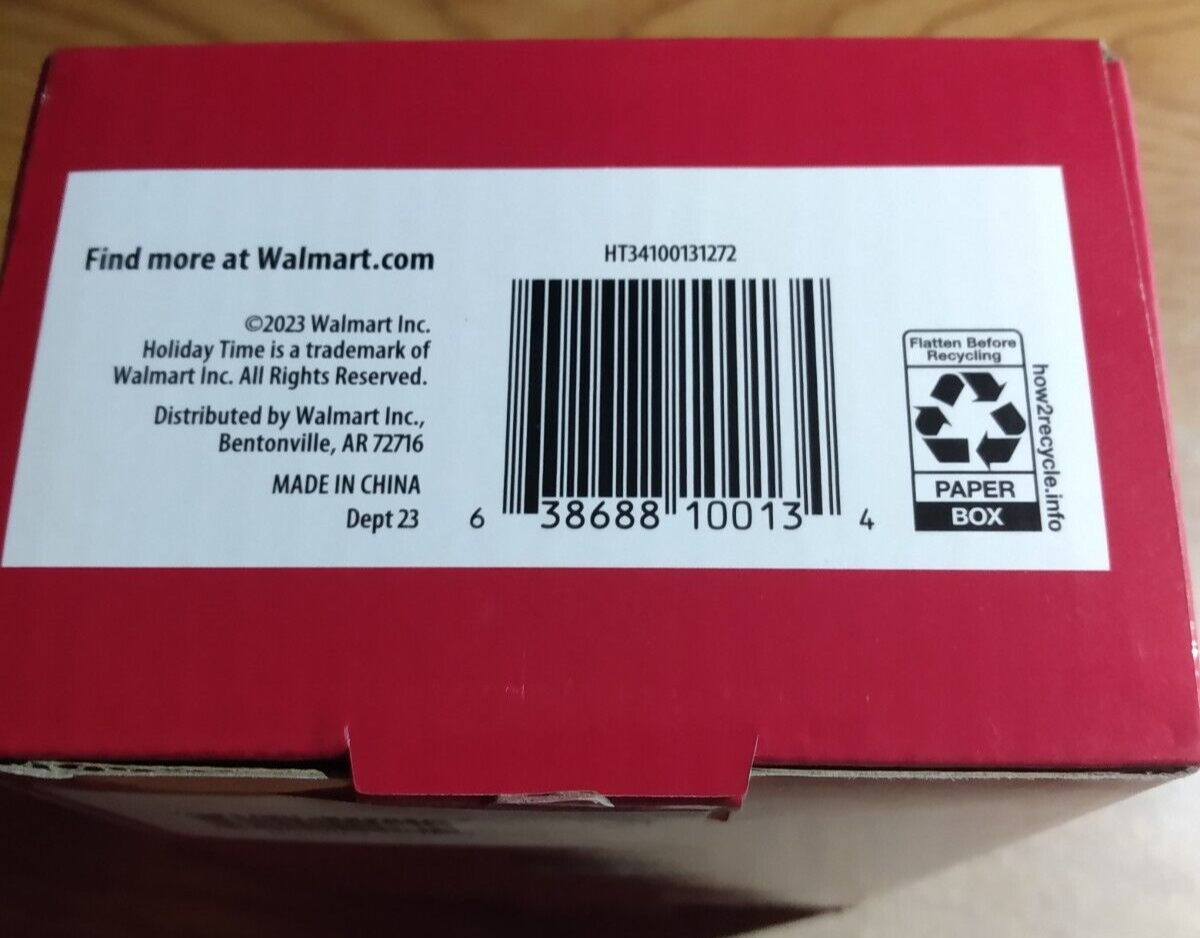 Find more at Walmart.com
©2023 Walmart Inc.
Holiday Time is a trademark of
Walmart Inc. All Rights Reserved.
Distributed by Walmart Inc.,
Bentonville, AR 72716
MADE IN CHINA
Dept 23
HT34100131272
6 38688 10013 4
Flatten Before
Recycling
PAPER
BOX
how2recycle.info